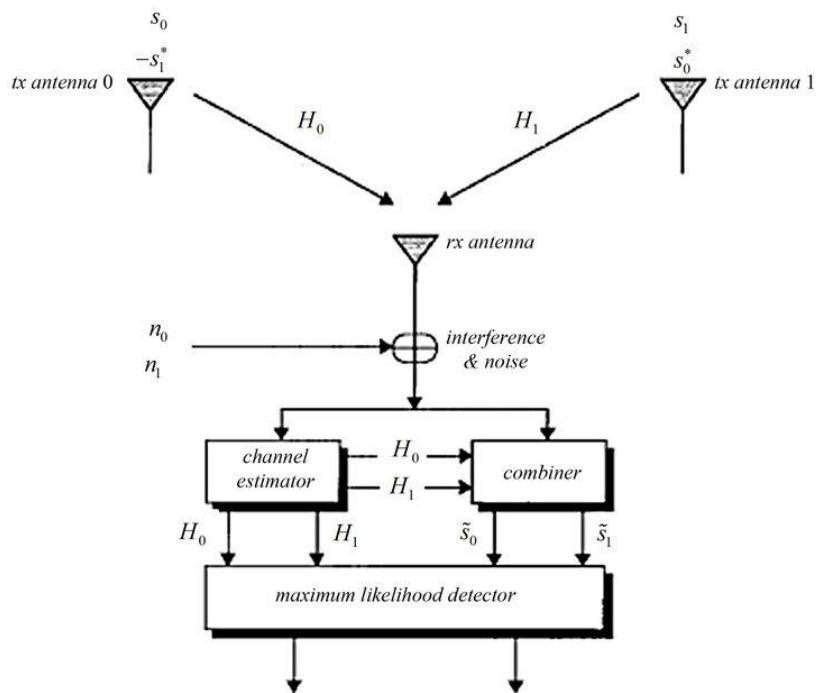 s₀ s₁
−s₁* s₀*
tx antenna 0 tx antenna 1
H₀ H₁
rx antenna
n₀
n₁
interference
& noise
channel
estimator
H₀
H₁
combiner
H₀ H₁ s̃₀ s̃₁
maximum likelihood detector